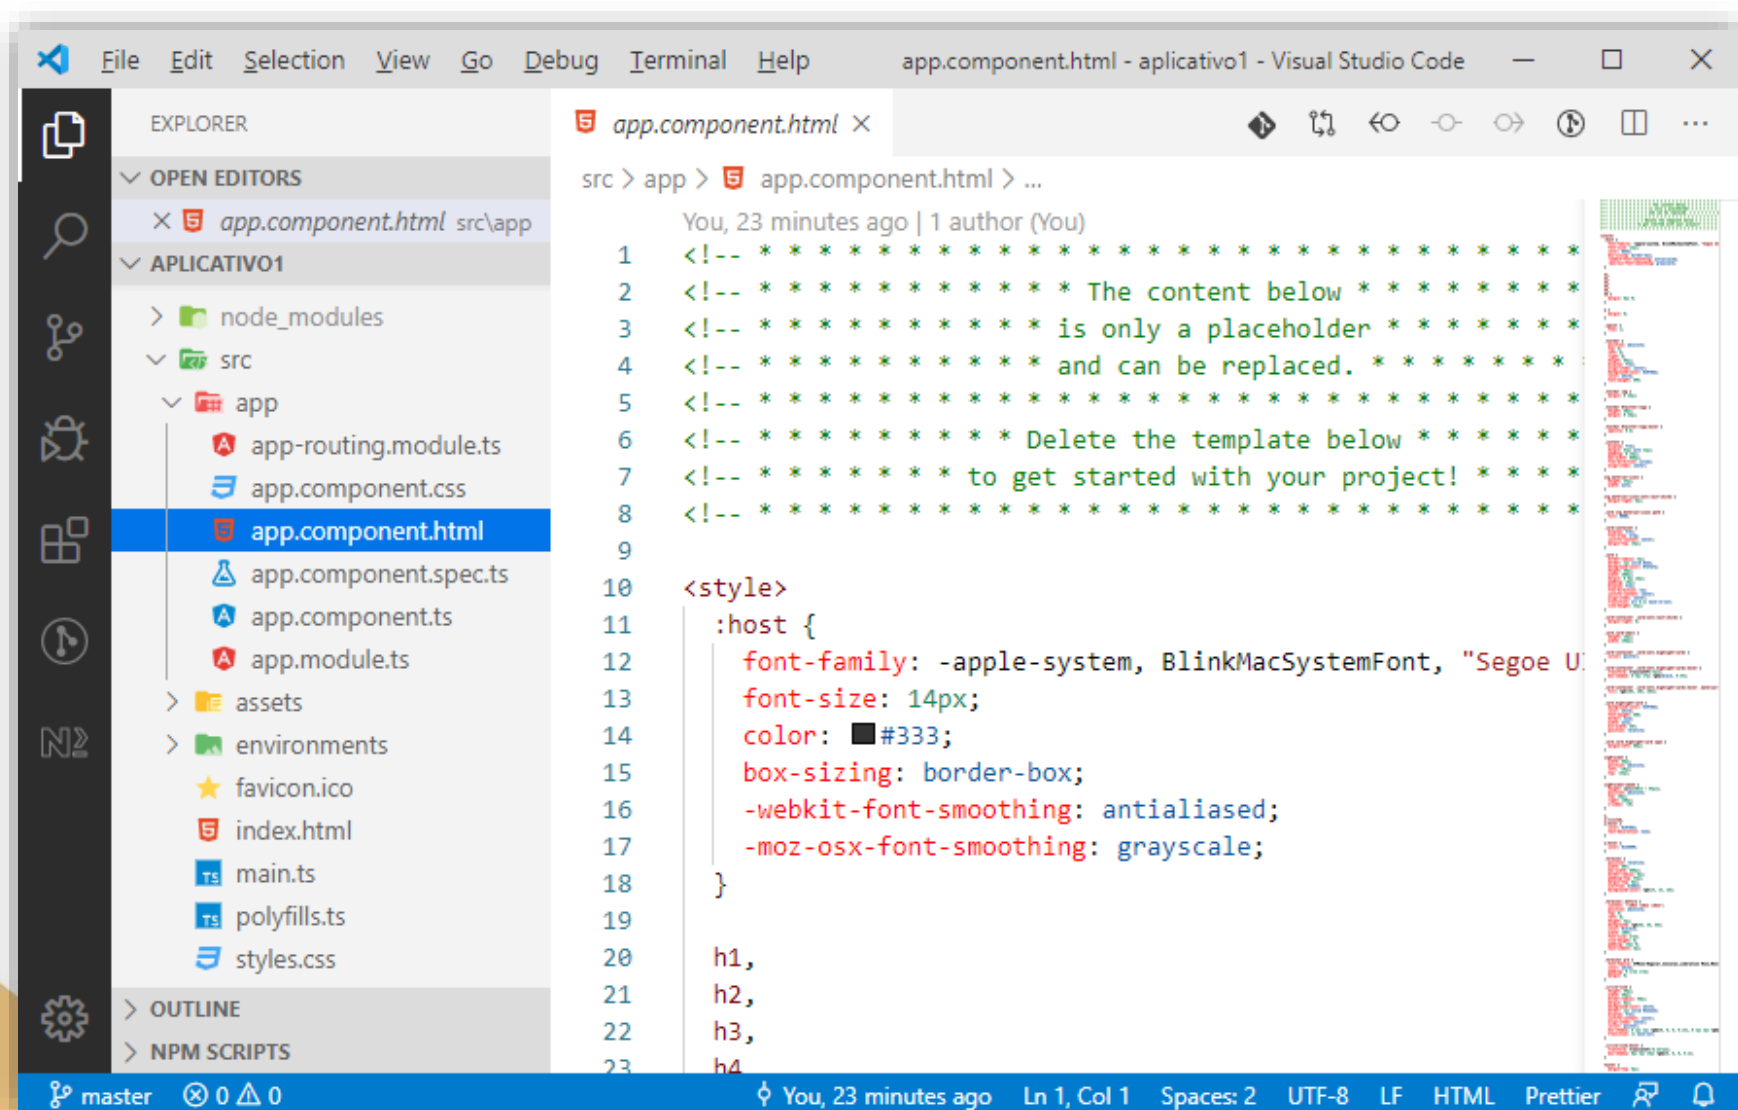 File Edit Selection View Go Debug Terminal Help app.component.html - aplicativo1 - Visual Studio Code
EXPLORER
OPEN EDITORS
app.component.html src\app
APLICATIVO1
node_modules
src
app
app-routing.module.ts
app.component.css
app.component.html
app.component.spec.ts
app.component.ts
app.module.ts
assets
environments
favicon.ico
index.html
main.ts
polyfills.ts
styles.css
OUTLINE
NPM SCRIPTS
app.component.html
src > app > app.component.html > ...
You, 23 minutes ago | 1 author (You)
1 <!-- * * * * * * * * * * * * * * * * * * * * * * * * * * * *
2 <!-- * * * * * * * * * * * The content below * * * * * * * *
3 <!-- * * * * * * * * * * is only a placeholder * * * * * * *
4 <!-- * * * * * * * * * * and can be replaced. * * * * * * *
5 <!-- * * * * * * * * * * * * * * * * * * * * * * * * * * * *
6 <!-- * * * * * * * * * Delete the template below * * * * * *
7 <!-- * * * * * * * to get started with your project! * * * *
8 <!-- * * * * * * * * * * * * * * * * * * * * * * * * * * * *
9
10 <style>
11 :host {
12 font-family: -apple-system, BlinkMacSystemFont, "Segoe UI
13 font-size: 14px;
14 color: #333;
15 box-sizing: border-box;
16 -webkit-font-smoothing: antialiased;
17 -moz-osx-font-smoothing: grayscale;
18 }
19
20 h1,
21 h2,
22 h3,
23 h4
master 0 0 You, 23 minutes ago Ln 1, Col 1 Spaces: 2 UTF-8 LF HTML Prettier